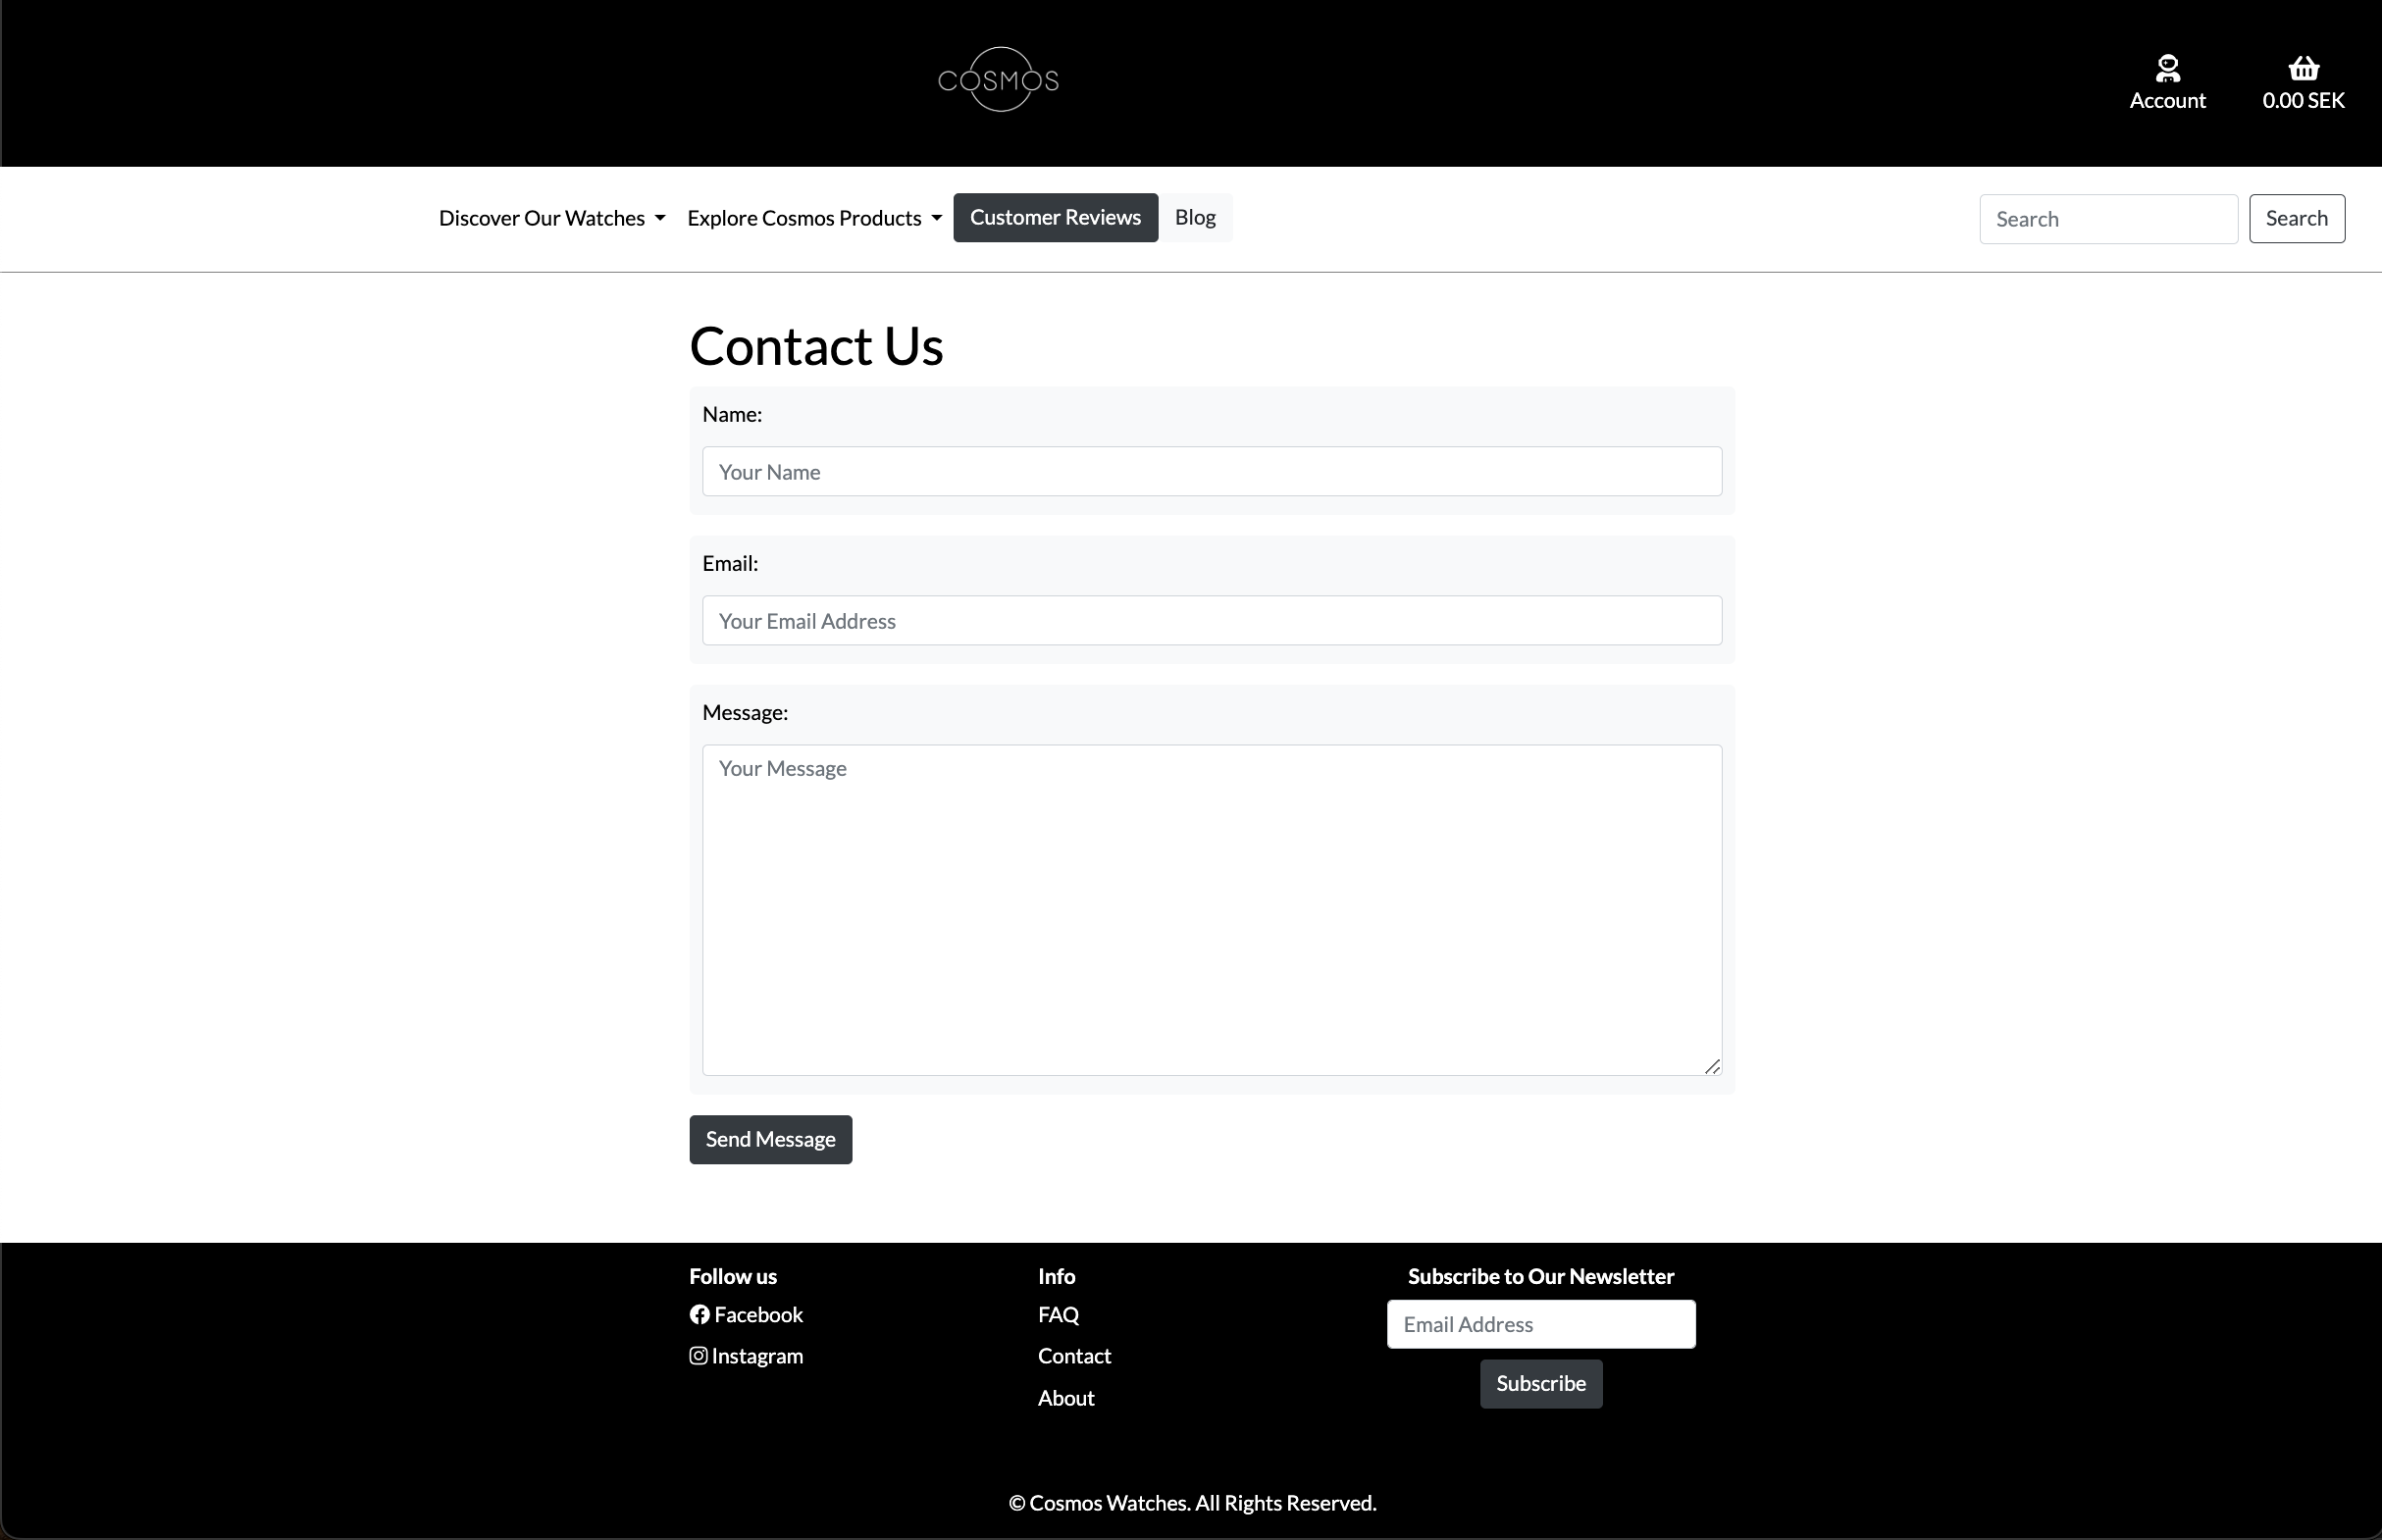 COSMOS
Account
0.00 SEK
Discover Our Watches
Explore Cosmos Products
Customer Reviews
Blog
Search
Search
Contact Us
Name:
Your Name
Email:
Your Email Address
Message:
Your Message
Send Message
Follow us
Facebook
Instagram
Info
FAQ
Contact
About
Subscribe to Our Newsletter
Email Address
Subscribe
© Cosmos Watches. All Rights Reserved.